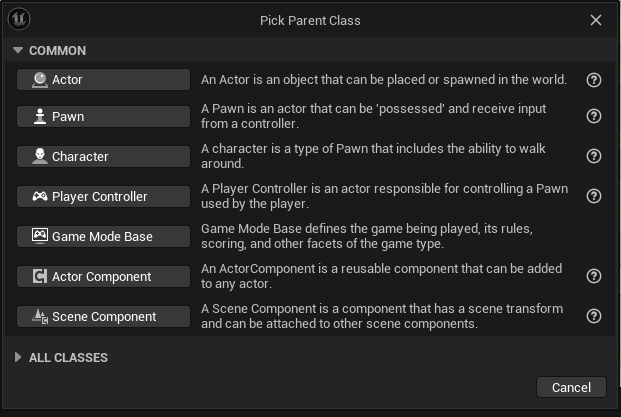 Pick Parent Class
COMMON
Actor
An Actor is an object that can be placed or spawned in the world.
Pawn
A Pawn is an actor that can be 'possessed' and receive input
from a controller.
Character
A character is a type of Pawn that includes the ability to walk
around.
Player Controller
A Player Controller is an actor responsible for controlling a Pawn
used by the player.
Game Mode Base
Game Mode Base defines the game being played, its rules,
scoring, and other facets of the game type.
Actor Component
An ActorComponent is a reusable component that can be added
to any actor.
Scene Component
A Scene Component is a component that has a scene transform
and can be attached to other scene components.
ALL CLASSES
Cancel